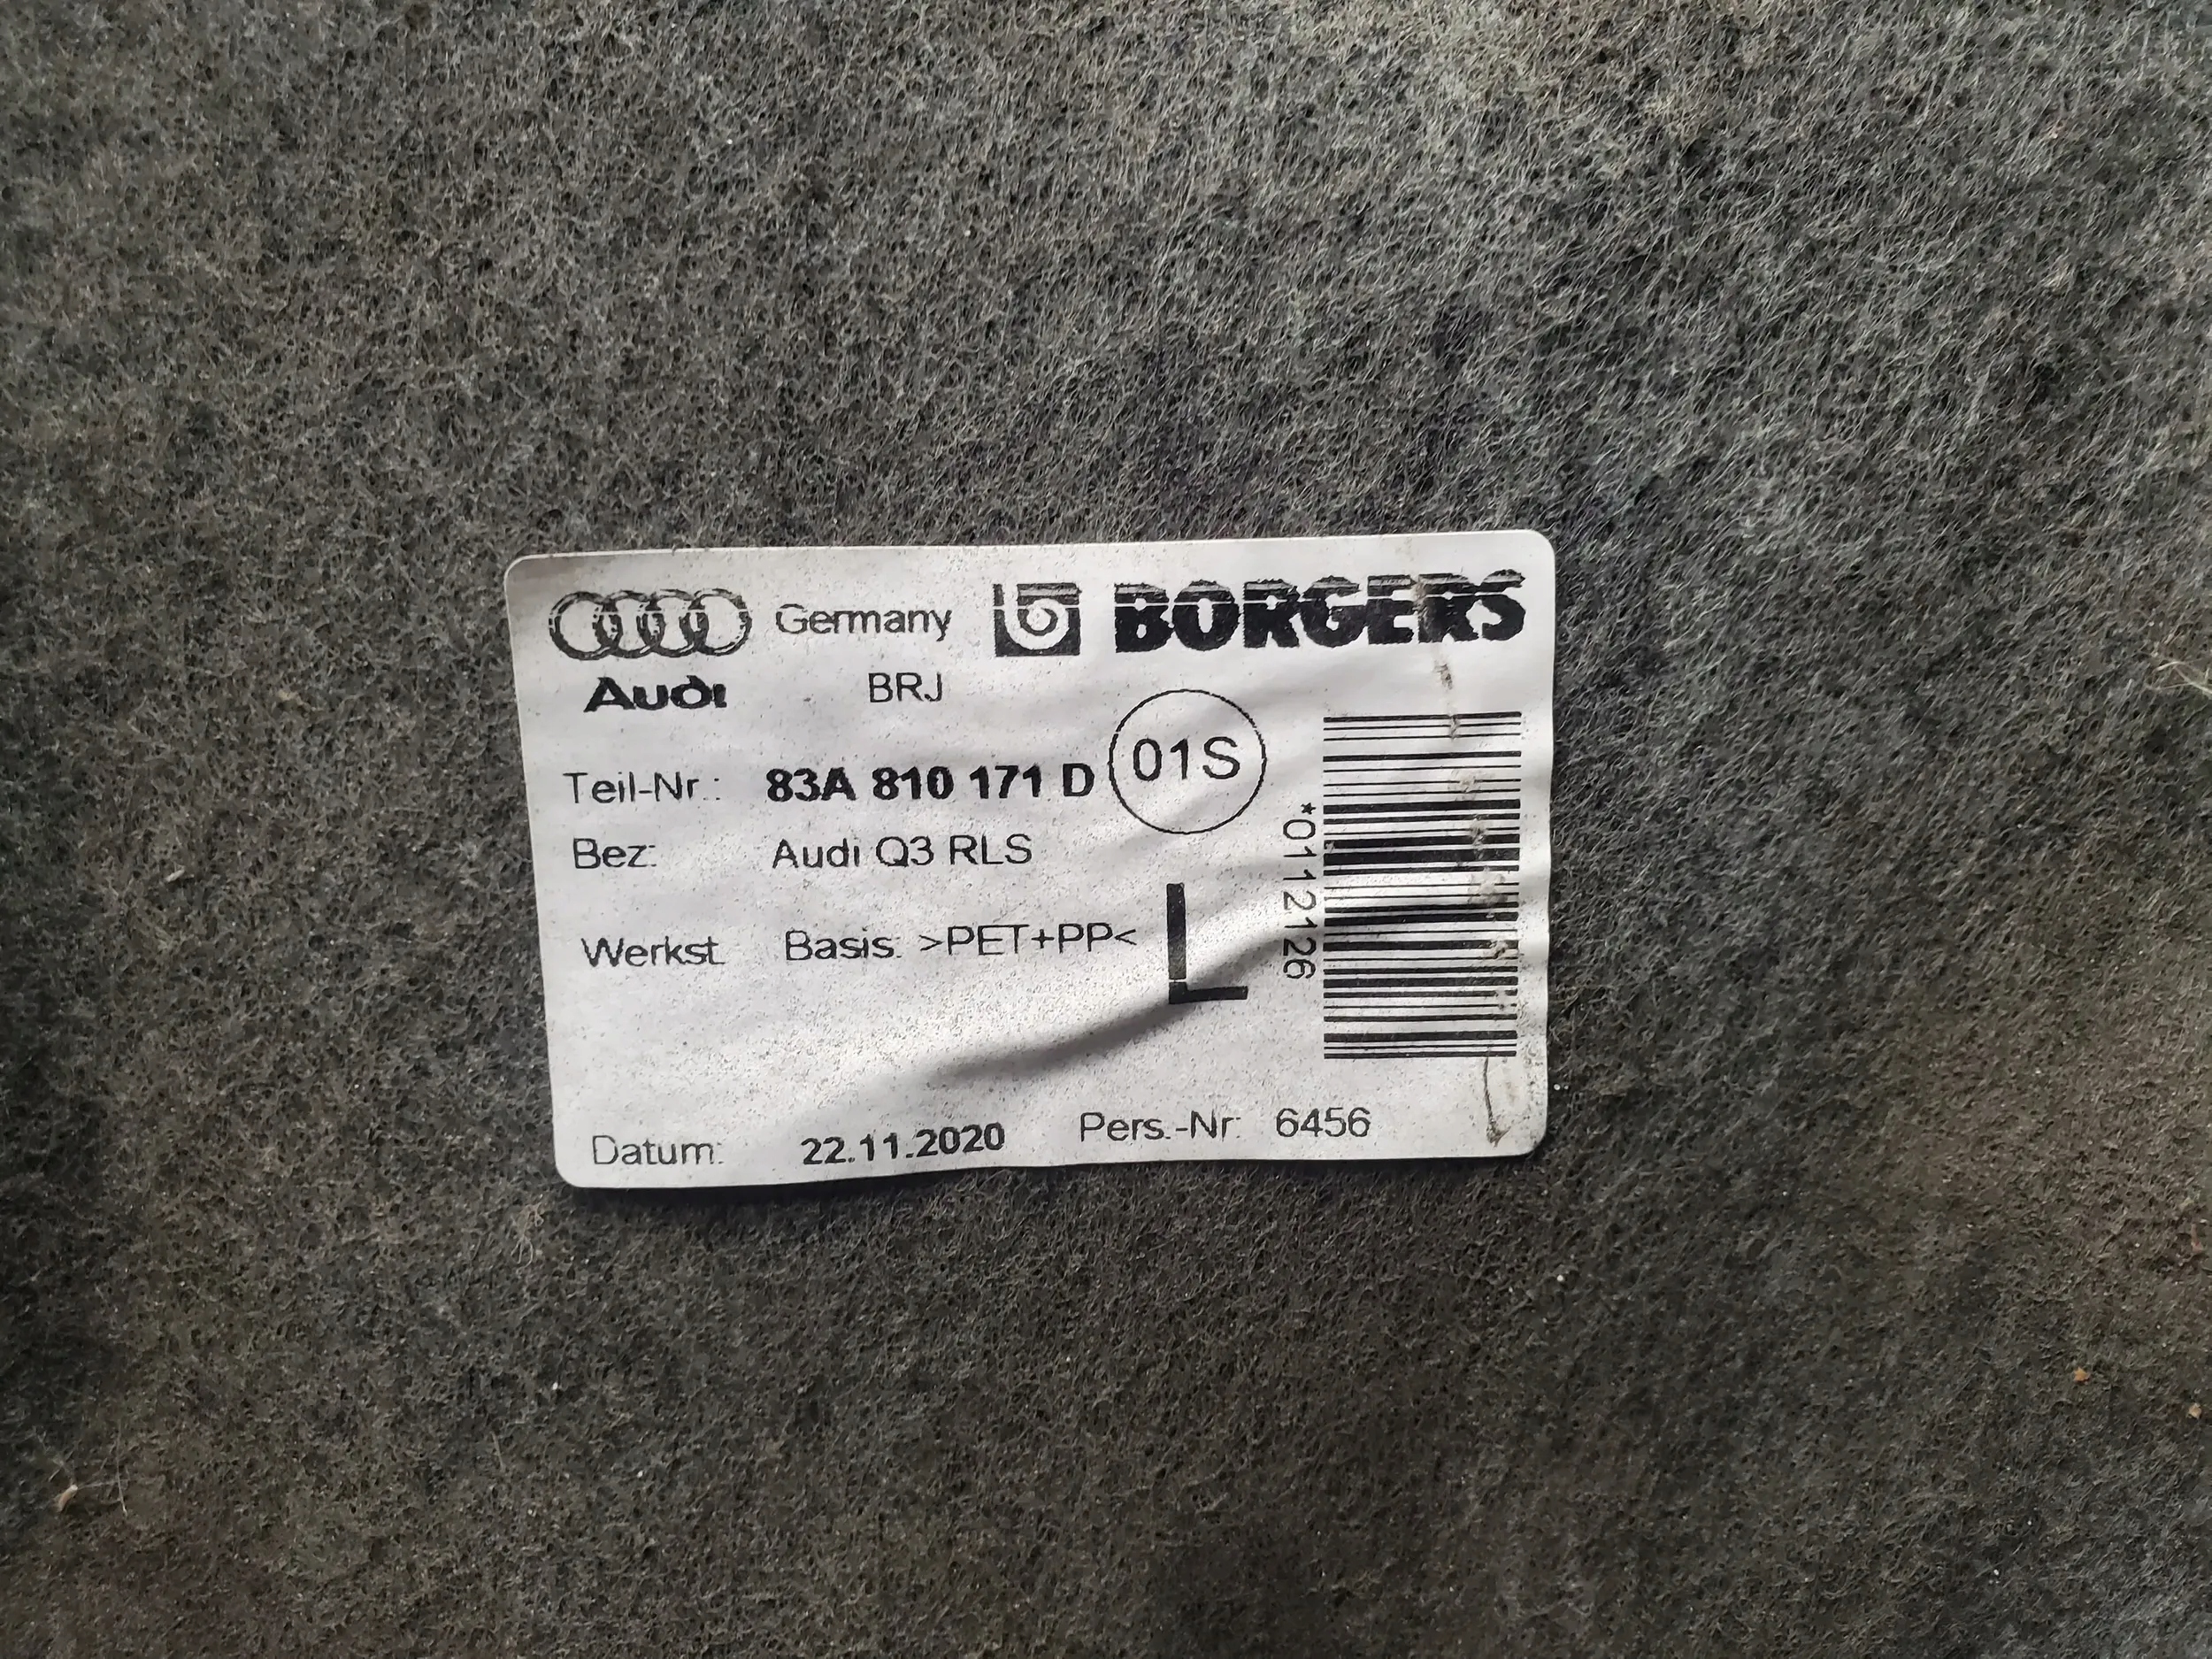 Germany BORGERS
Audi BRJ
Teil-Nr.: 83A 810 171 D 01S
Bez: Audi Q3 RLS
Werkst. Basis: >PET+PP< L
*0112126
Datum: 22.11.2020 Pers.-Nr: 6456